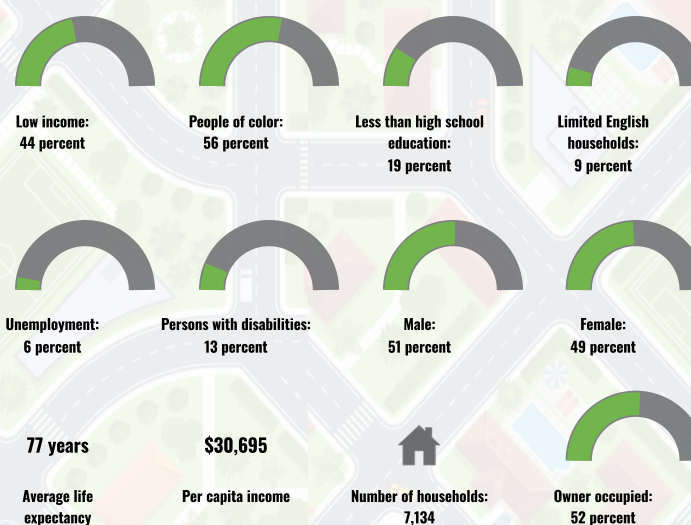 Low income:
44 percent
People of color:
56 percent
Less than high school
education:
19 percent
Limited English
households:
9 percent
Unemployment:
6 percent
Persons with disabilities:
13 percent
Male:
51 percent
Female:
49 percent
77 years
Average life
expectancy
$30,695
Per capita income
Number of households:
7,134
Owner occupied:
52 percent